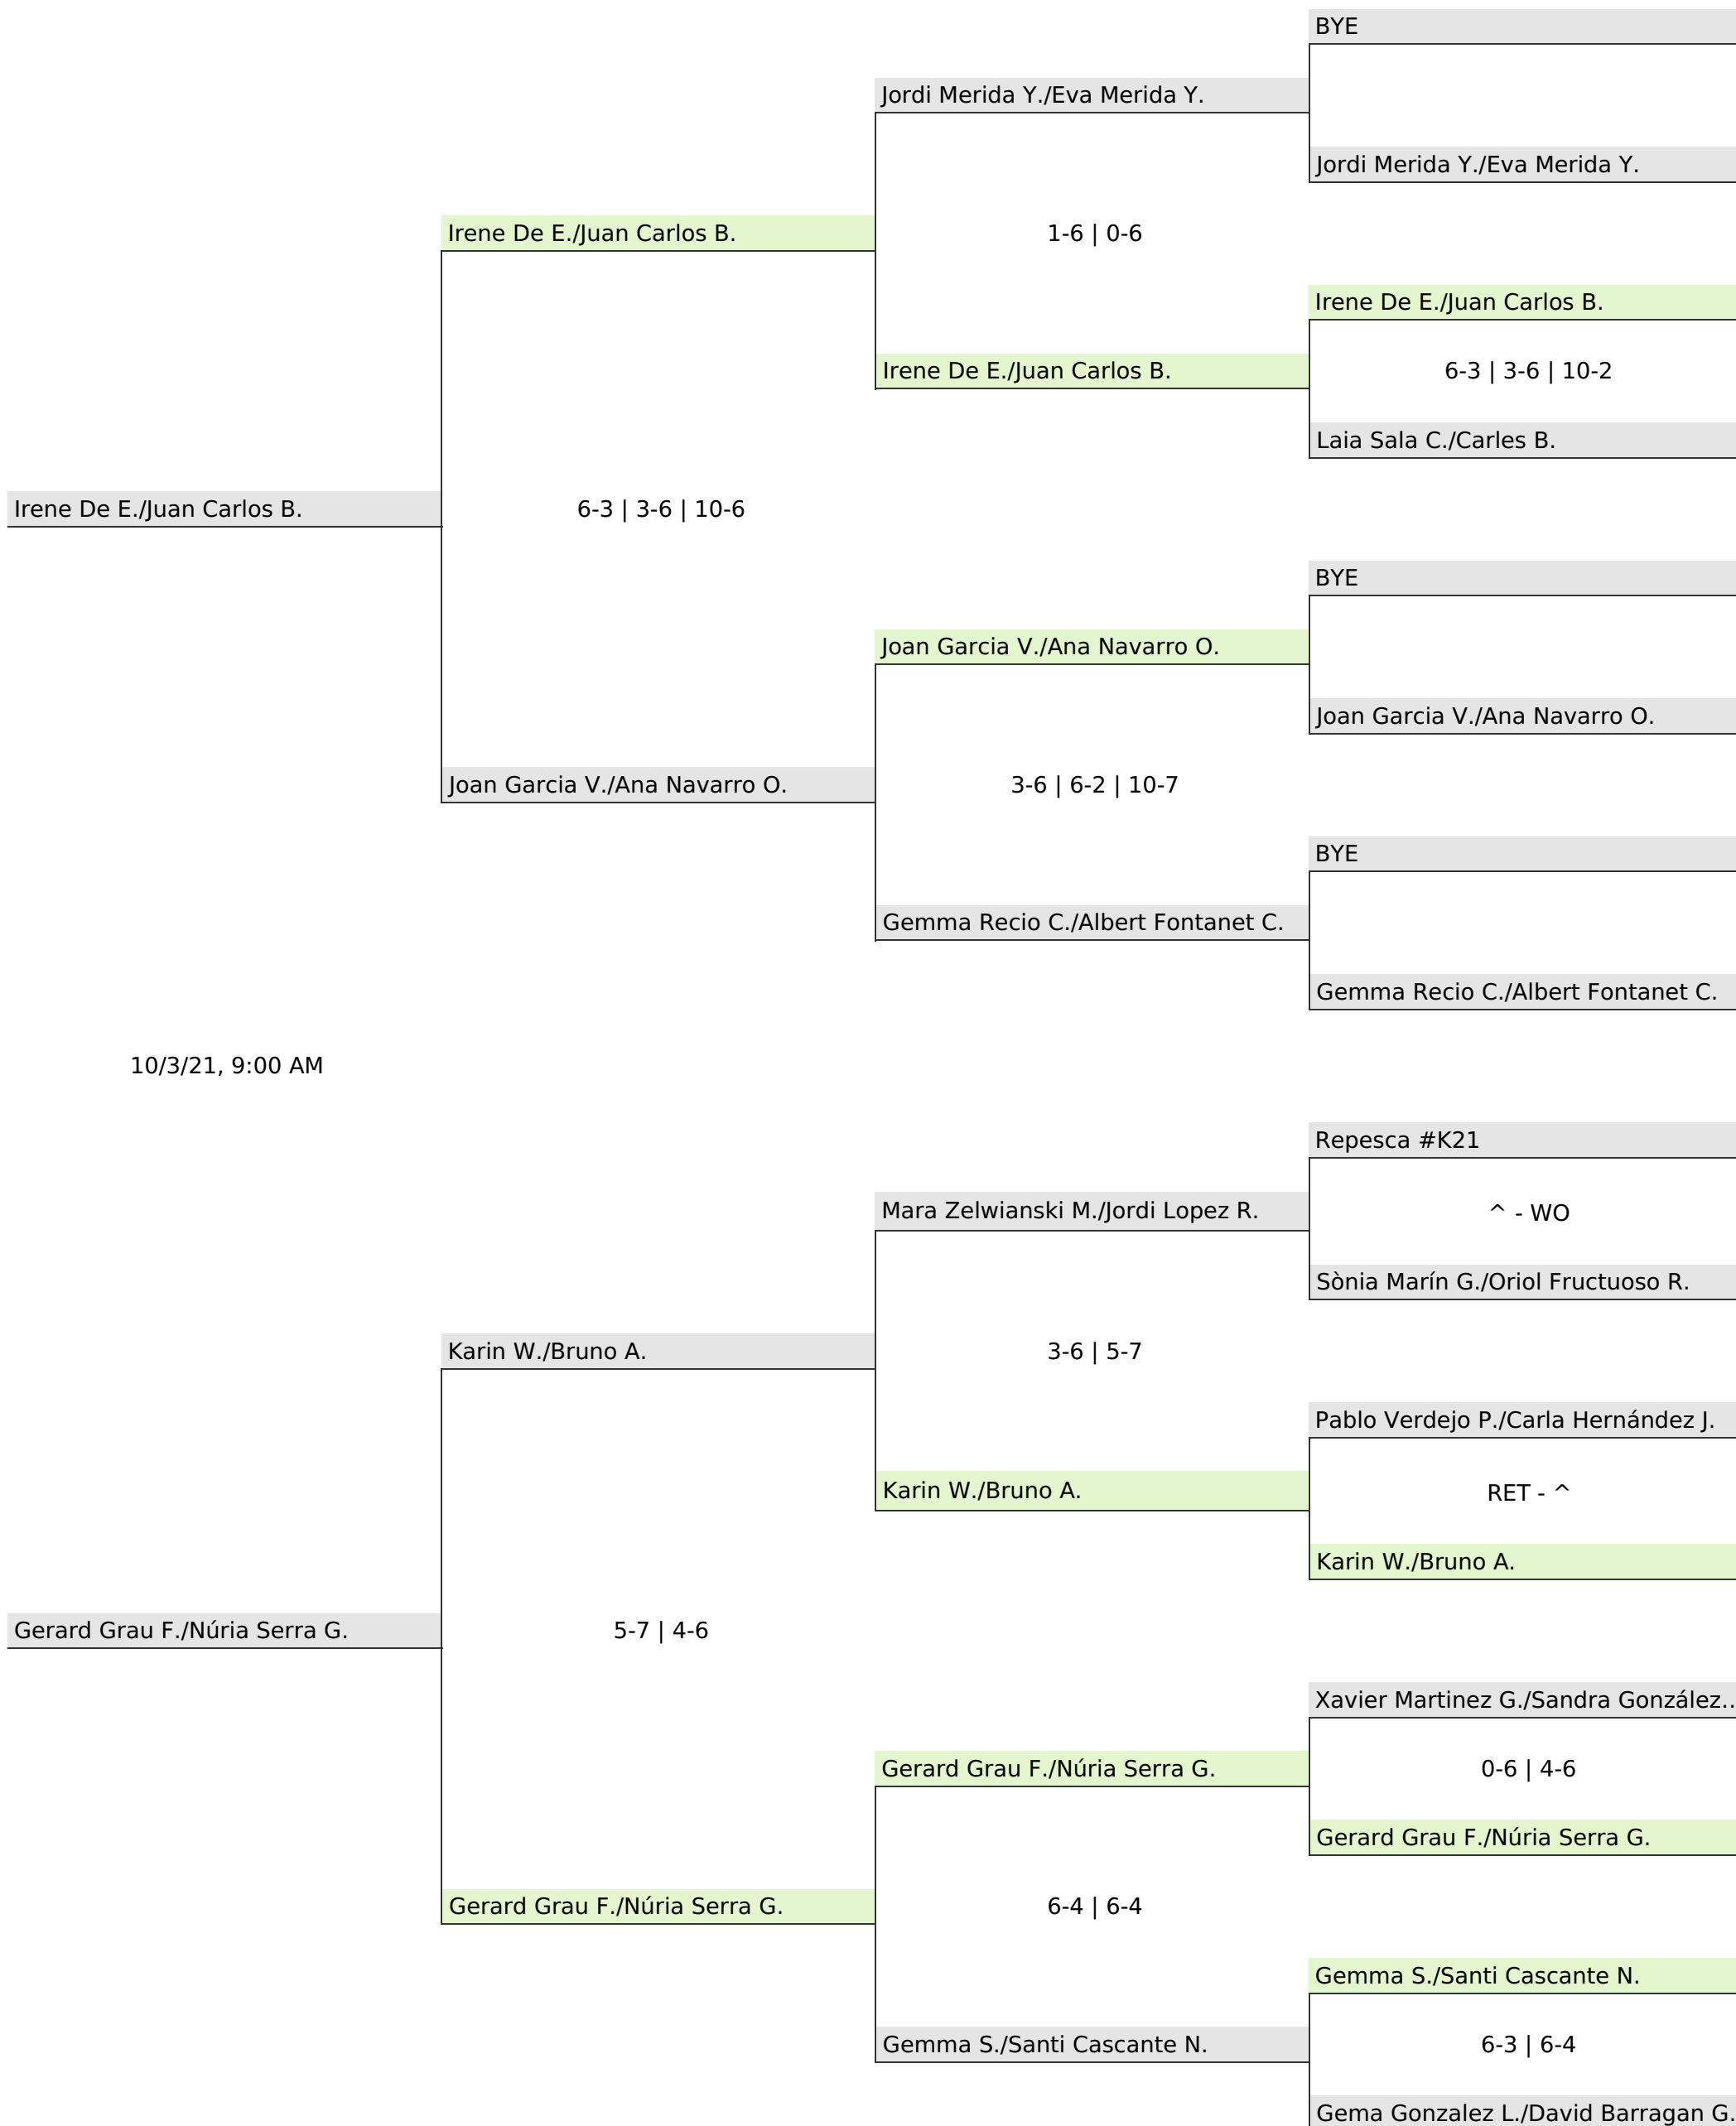 BYE
Jordi Merida Y./Eva Merida Y.
Jordi Merida Y./Eva Merida Y.
Irene De E./Juan Carlos B.
1-6 | 0-6
Irene De E./Juan Carlos B.
Irene De E./Juan Carlos B.
6-3 | 3-6 | 10-2
Laia Sala C./Carles B.
Irene De E./Juan Carlos B.
6-3 | 3-6 | 10-6
BYE
Joan Garcia V./Ana Navarro O.
Joan Garcia V./Ana Navarro O.
Joan Garcia V./Ana Navarro O.
3-6 | 6-2 | 10-7
BYE
Gemma Recio C./Albert Fontanet C.
Gemma Recio C./Albert Fontanet C.
10/3/21, 9:00 AM
Repesca #K21
Mara Zelwianski M./Jordi Lopez R.
^ - WO
Sònia Marín G./Oriol Fructuoso R.
Karin W./Bruno A.
3-6 | 5-7
Pablo Verdejo P./Carla Hernández J.
Karin W./Bruno A.
RET - ^
Karin W./Bruno A.
Gerard Grau F./Núria Serra G.
5-7 | 4-6
Xavier Martinez G./Sandra González..
Gerard Grau F./Núria Serra G.
0-6 | 4-6
Gerard Grau F./Núria Serra G.
Gerard Grau F./Núria Serra G.
6-4 | 6-4
Gemma S./Santi Cascante N.
Gemma S./Santi Cascante N.
6-3 | 6-4
Gema Gonzalez L./David Barragan G.